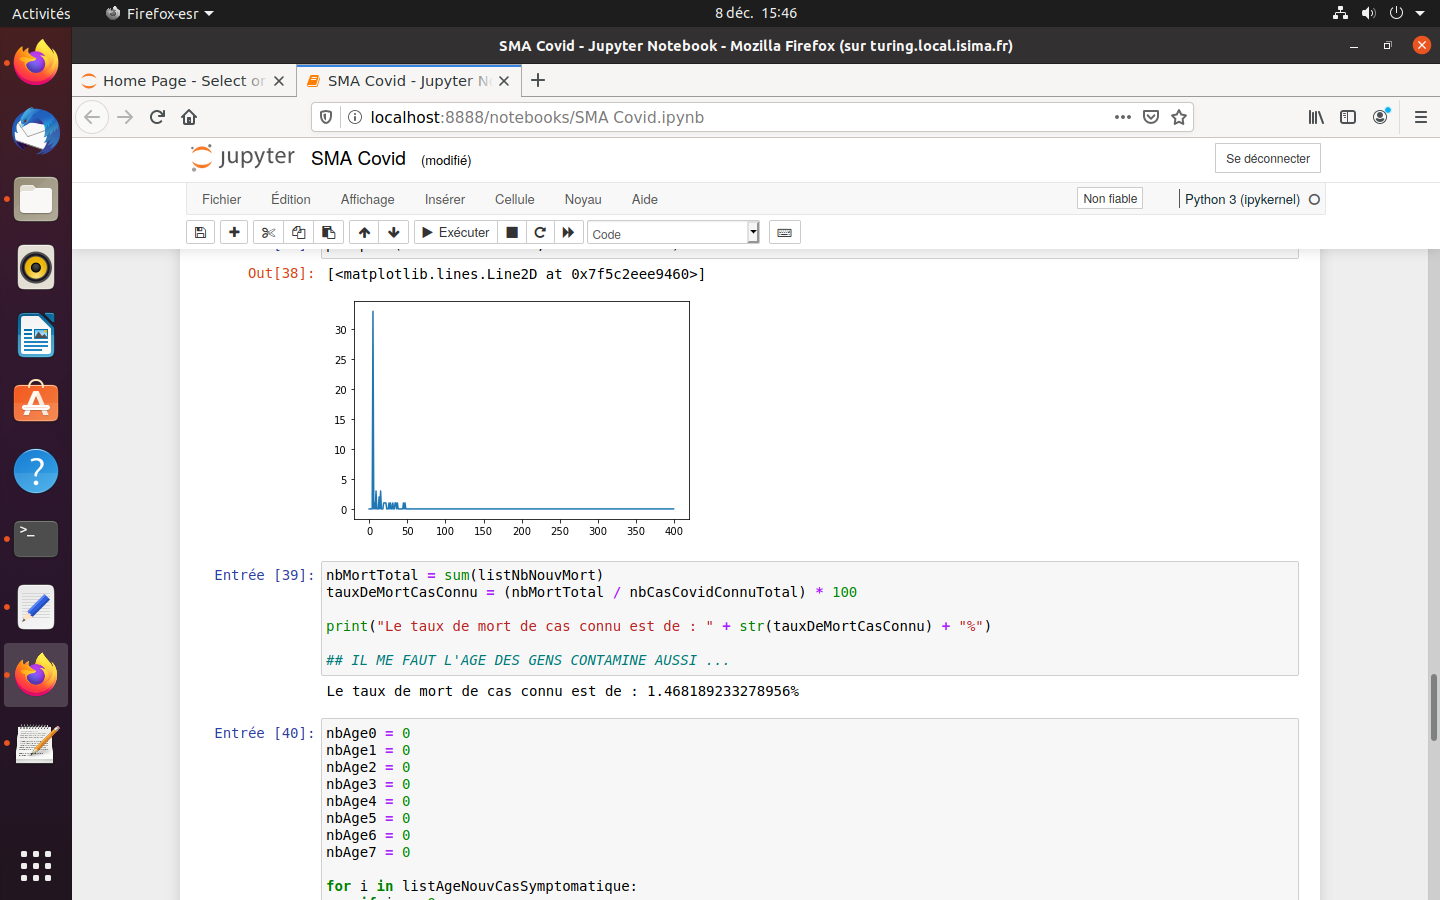 Activités
Firefox-esr
8 déc. 15:46
SMA Covid - Jupyter Notebook - Mozilla Firefox (sur turing.local.isima.fr)
Home Page - Select or
SMA Covid - Jupyter No
localhost:8888/notebooks/SMA Covid.ipynb
jupyter
SMA Covid
(modifié)
Se déconnecter
Fichier
Édition
Affichage
Insérer
Cellule
Noyau
Aide
Non fiable
Python 3 (ipykernel)
Exécuter
Code
Out[38]:
[<matplotlib.lines.Line2D at 0x7f5c2eee9460>]
30
25
20
15
10
5
0
0 50 100 150 200 250 300 350 400
Entrée [39]:
nbMortTotal = sum(listNbNouvMort)
tauxDeMortCasConnu = (nbMortTotal / nbCasCovidConnuTotal) * 100
print("Le taux de mort de cas connu est de : " + str(tauxDeMortCasConnu) + "%")
## IL ME FAUT L'AGE DES GENS CONTAMINE AUSSI ...
Le taux de mort de cas connu est de : 1.468189233278956%
Entrée [40]:
nbAge0 = 0
nbAge1 = 0
nbAge2 = 0
nbAge3 = 0
nbAge4 = 0
nbAge5 = 0
nbAge6 = 0
nbAge7 = 0
for i in listAgeNouvCasSymptomatique: